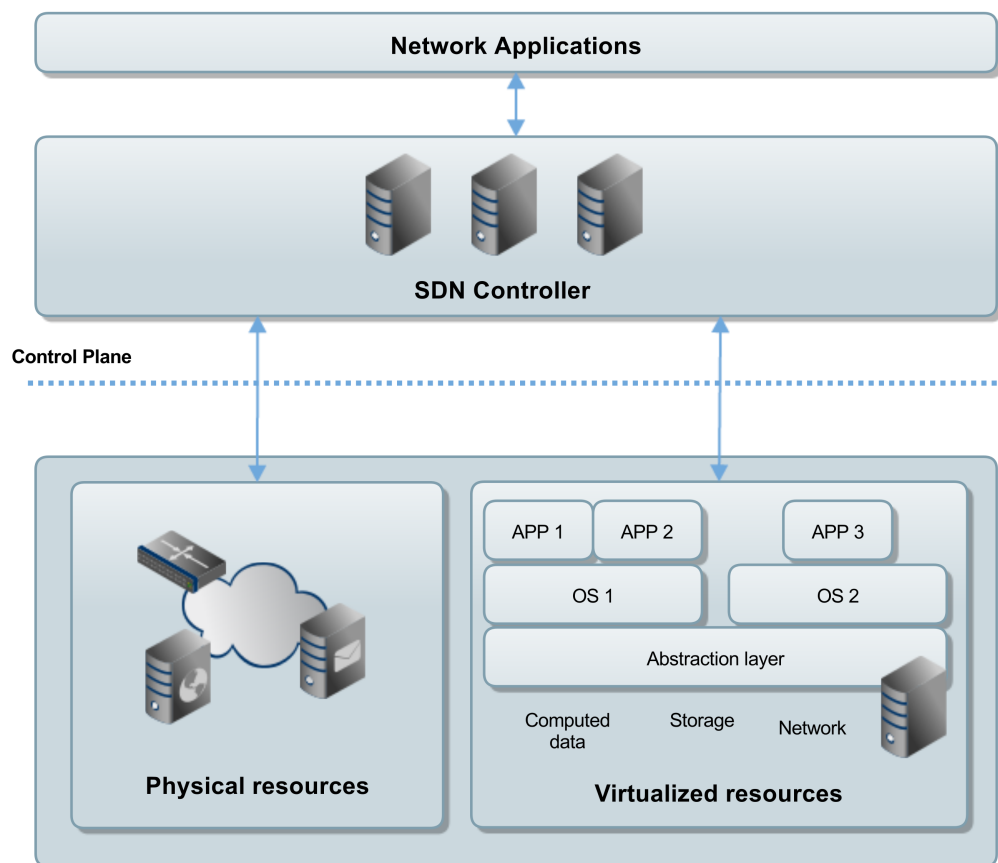 Network Applications
SDN Controller
Control Plane
APP 1
APP 2
APP 3
OS 1
OS 2
Abstraction layer
Computed
data
Storage
Network
Physical resources
Virtualized resources